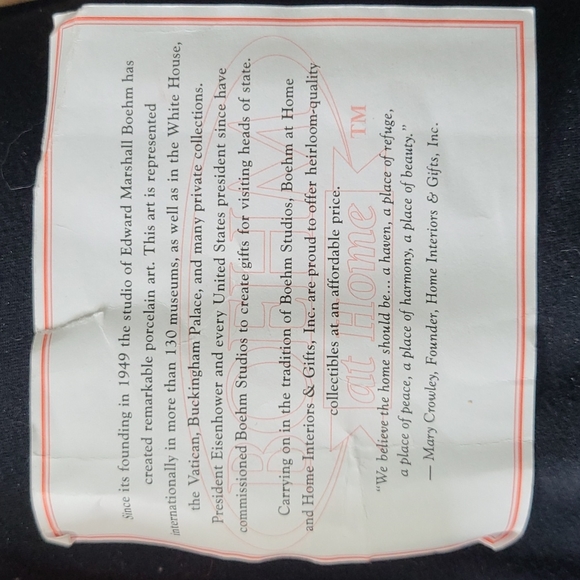 Since its founding in 1949 the studio of Edward Marshall Boehm has
created remarkable porcelain art. This art is represented
internationally in more than 130 museums, as well as in the White House,
the Vatican, Buckingham Palace, and many private collections.
President Eisenhower and every United States president since have
commissioned Boehm Studios to create gifts for visiting heads of state.
Carrying on in the tradition of Boehm Studios, Boehm at Home
and Home Interiors & Gifts, Inc. are proud to offer heirloom-quality
collectibles at an affordable price.
"We believe the home should be... a haven, a place of refuge,
a place of peace, a place of harmony, a place of beauty."
— Mary Crowley, Founder, Home Interiors & Gifts, Inc.
BOEHM
at Home TM